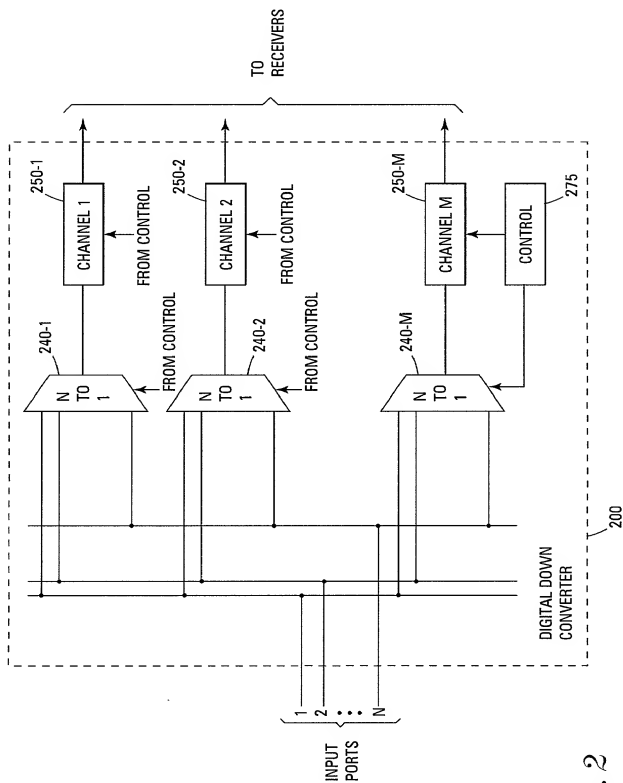 250-1
CHANNEL 1
FROM CONTROL
240-1
N
TO
1
FROM CONTROL
250-2
CHANNEL 2
FROM CONTROL
240-2
N
TO
1
FROM CONTROL
250-M
CHANNEL M
240-M
N
TO
1
CONTROL
275
TO
RECEIVERS
INPUT
PORTS
1
2
N
DIGITAL DOWN
CONVERTER
200
.2